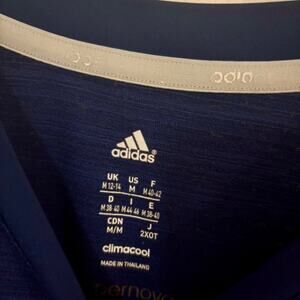 adidas
UK US F
M 12-14 M M 40-42
D I E
M 38 40 M 44 46 M 38-40
CDN J
M/M 2XOT
climacool
MADE IN THAILAND